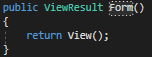 public ViewResult Form()
{
    return View();
}